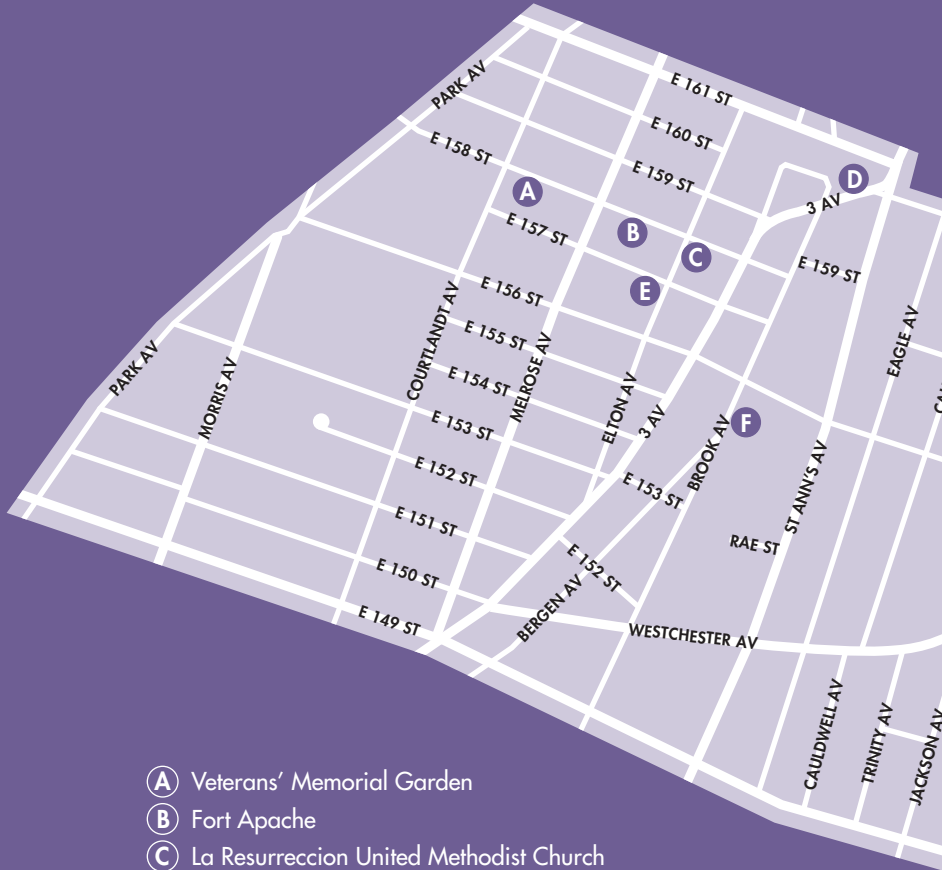 E 161 ST
PARK AV
E 160 ST
E 158 ST
E 159 ST
D
A
3 AV
E 157 ST
B
C
E 159 ST
E
E 156 ST
COURTLANDT AV
EAGLE AV
E 155 ST
PARK AV
MELROSE AV
E 154 ST
MORRIS AV
ELTON AV
3 AV
E 153 ST
BROOK AV
F
E 152 ST
E 153 ST
ST ANN'S AV
E 151 ST
RAE ST
E 150 ST
E 152 ST
BERGEN AV
E 149 ST
WESTCHESTER AV
CAULDWELL AV
TRINITY AV
JACKSON AV
A Veterans' Memorial Garden
B Fort Apache
C La Resurreccion United Methodist Church